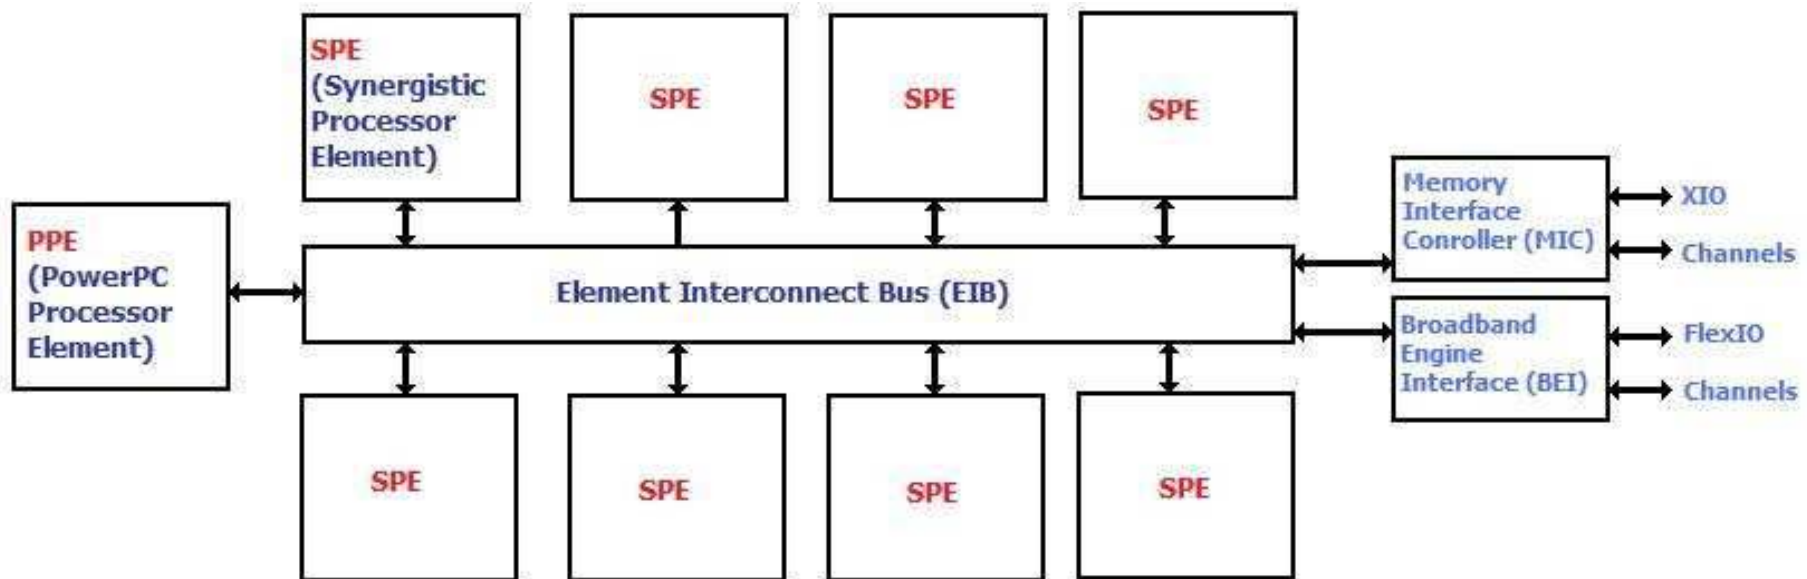 SPE
(Synergistic
Processor
Element)
SPE
SPE
SPE
PPE
(PowerPC
Processor
Element)
Element Interconnect Bus (EIB)
Memory
Interface
Conroller (MIC)
XIO
Channels
Broadband
Engine
Interface (BEI)
FlexIO
Channels
SPE
SPE
SPE
SPE